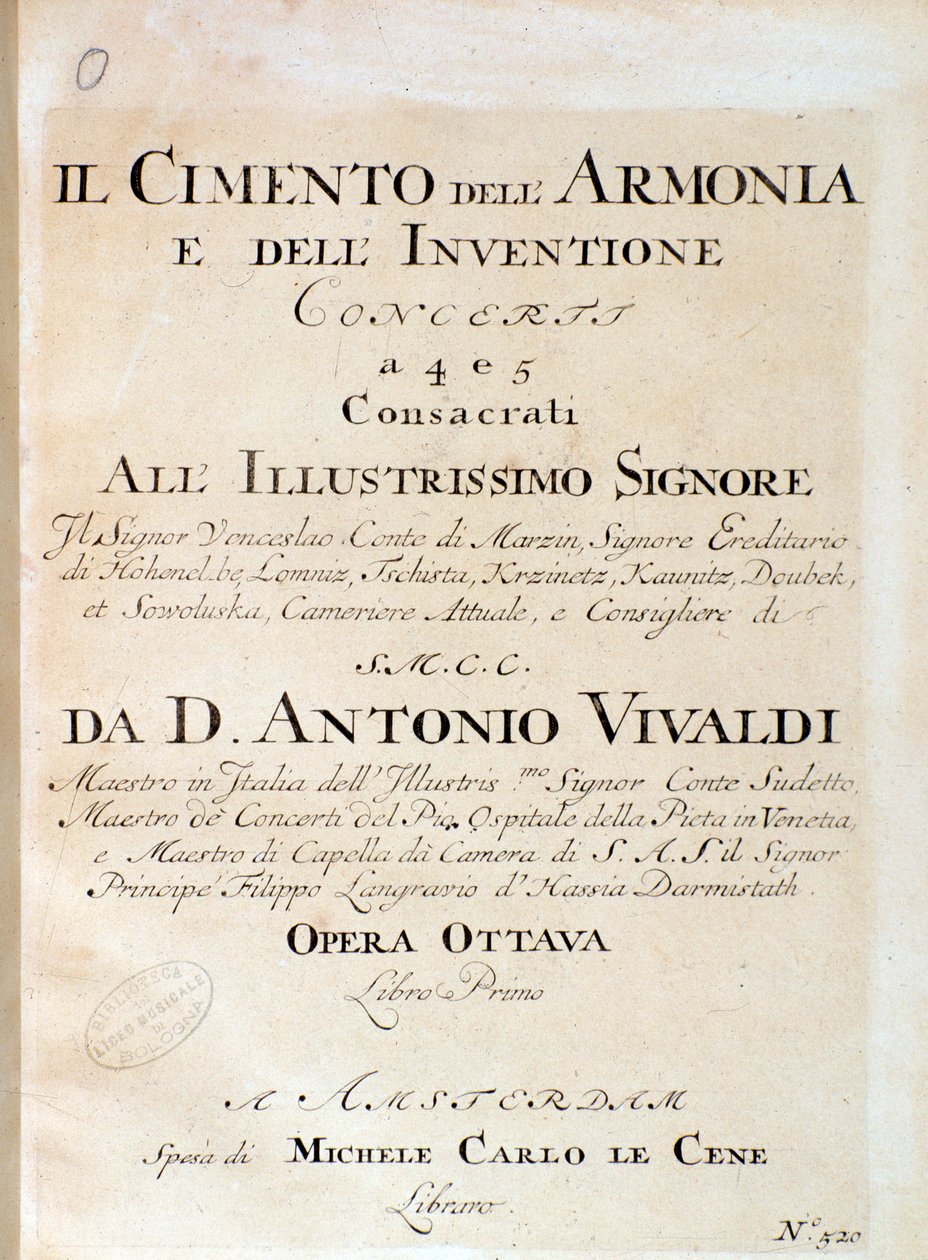 O
IL CIMENTO DELL' ARMONIA
E DELL' INVENTIONE
CONCERTI
a 4 e 5
Consacrati
ALL' ILLUSTRISSIMO SIGNORE
Il Signor Venceslao Conte di Marzin, Signore Ereditario
di Hohenelbe, Lomniz, Tschista, Krzinetz, Kaunitz, Doubek,
et Sowoluska, Cameriere Attuale, e Consigliere di
S. M. C. C.
DA D. ANTONIO VIVALDI
Maestro in Italia dell' Illustris.mo Signor Conte Sudetto,
Maestro de' Concerti del Pio Ospitale della Pieta in Venetia,
e Maestro di Capella dà Camera di S. A. S. il Signor
Principe Filippo Langravio d'Hassia Darmistath.
OPERA OTTAVA
Libro Primo
BIBLIOTECA
del
LICEO MUSICALE
DI
BOLOGNA
A AMSTERDAM
Spesà di MICHELE CARLO LE CENE
Libraro.
N.º 520